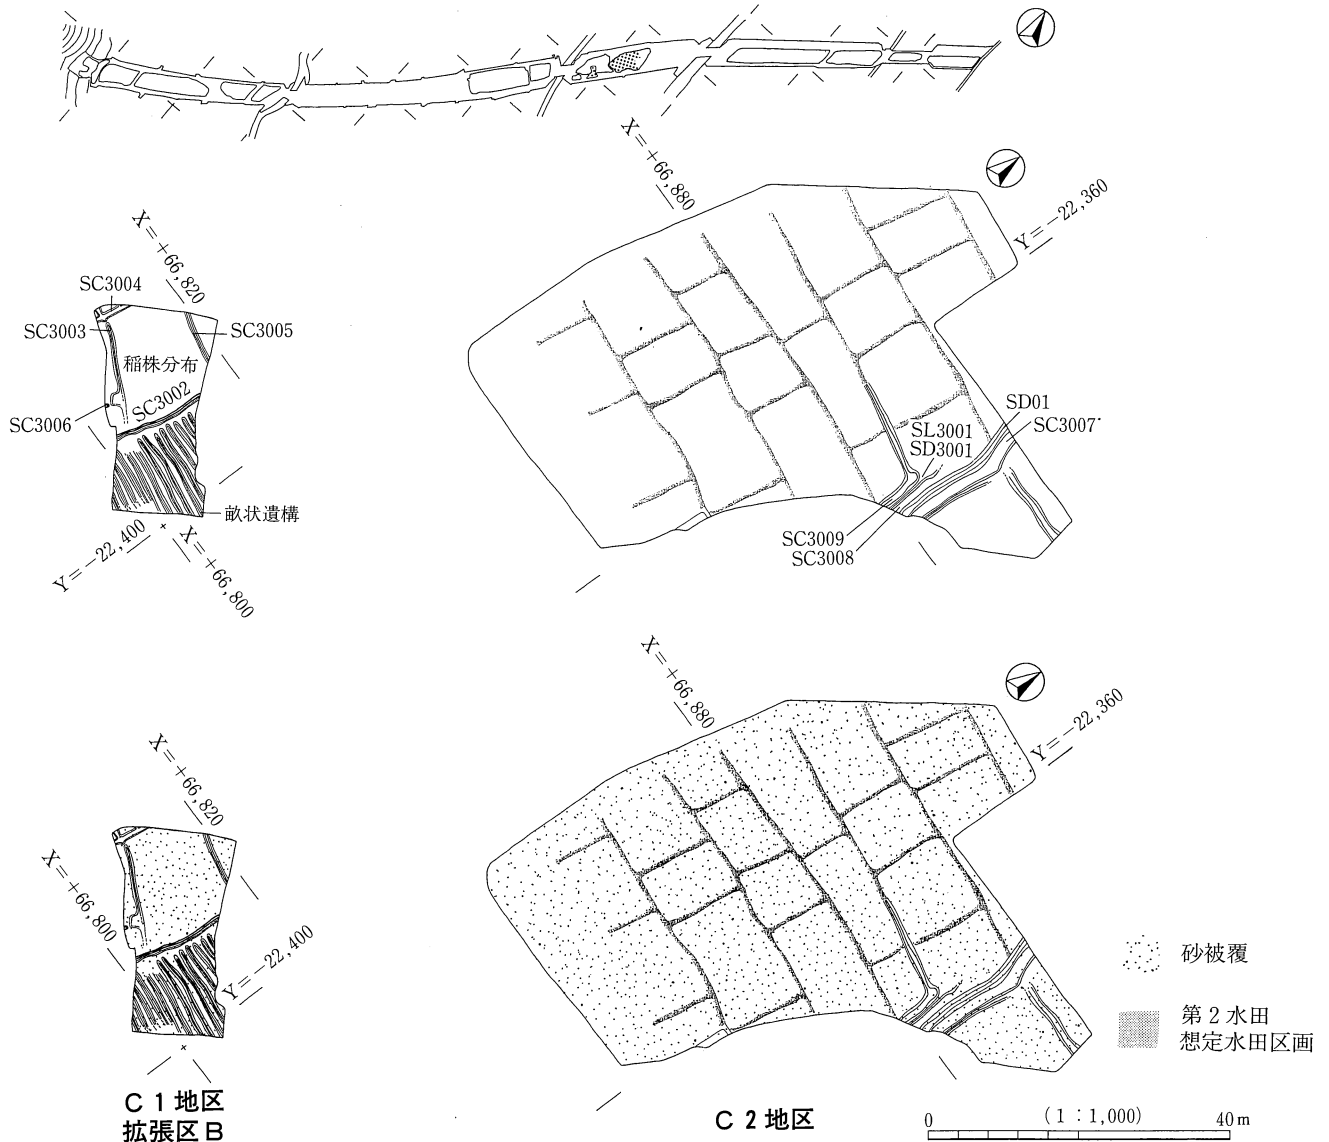 X=+66,880
Y=-22,360
X=+66,820
SC3004
SC3003
SC3005
稲株分布
SC3002
SC3006
畝状遺構
Y=-22,400
X=+66,800
SD01
SC3007
SL3001
SD3001
SC3009
SC3008
X=+66,880
Y=-22,360
X=+66,820
X=+66,800
Y=-22,400
砂被覆
第2水田
想定水田区画
C1地区
拡張区B
C2地区
0 (1:1,000) 40m